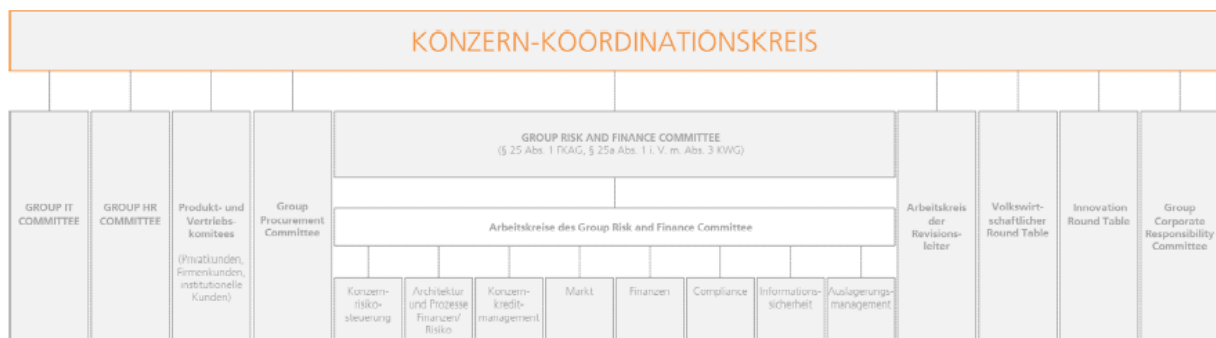 KONZERN-KOORDINATIONSKREIS
GROUP IT
COMMITTEE
GROUP HR
COMMITTEE
Produkt- und
Vertriebs-
komitees
(Privatkunden,
Firmenkunden,
institutionelle
Kunden)
Group
Procurement
Committee
GROUP RISK AND FINANCE COMMITTEE
(§ 25 Abs. 1 FKAG, § 25a Abs. 1 i. V. m. Abs. 3 KWG)
Arbeitskreise des Group Risk and Finance Committee
Konzern-
risiko-
steuerung
Architektur
und Prozesse
Finanzen/
Risiko
Konzern-
kredit-
management
Markt
Finanzen
Compliance
Informations-
sicherheit
Auslagerungs-
management
Arbeitskreis
der
Revisions-
leiter
Volkswirt-
schaftlicher
Round Table
Innovation
Round Table
Group
Corporate
Responsibility
Committee